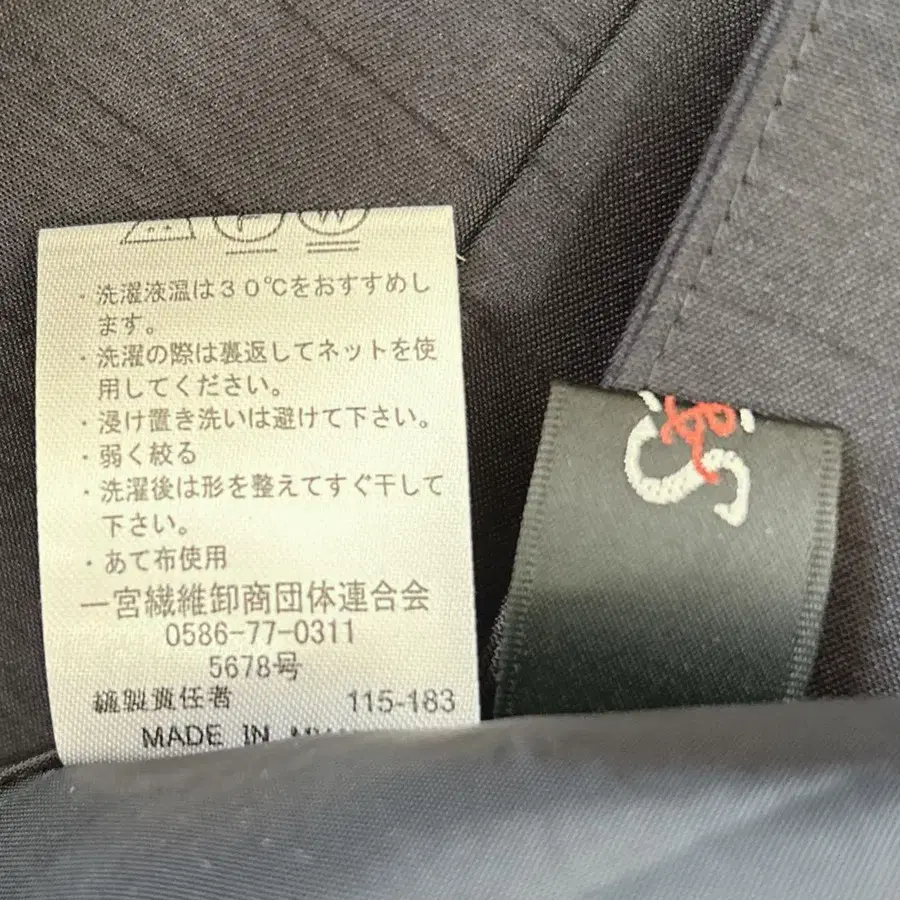 ・洗濯液温は30℃をおすすめし
ます。
・洗濯の際は裏返してネットを使
用してください。
・浸け置き洗いは避けて下さい。
・弱く絞る
・洗濯後は形を整えてすぐ干して
下さい。
・あて布使用
一宮繊維卸商団体連合会
0586-77-0311
5678号
縫製責任者 115-183
MADE IN